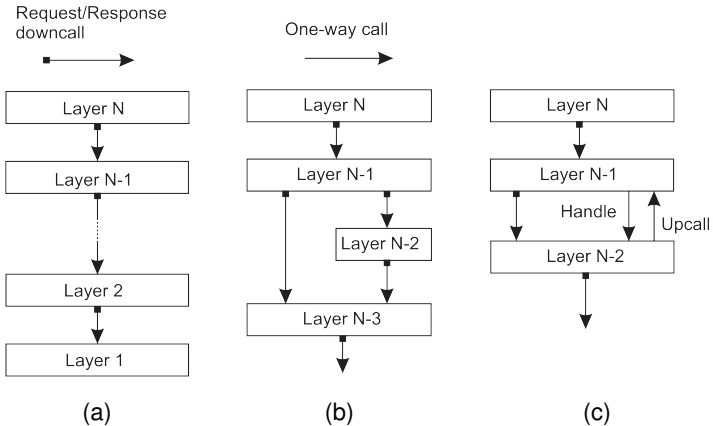 Request/Response
downcall
One-way call
Layer N
Layer N-1
Layer 2
Layer 1
(a)
Layer N
Layer N-1
Layer N-2
Layer N-3
(b)
Layer N
Layer N-1
Handle
Upcall
Layer N-2
(c)